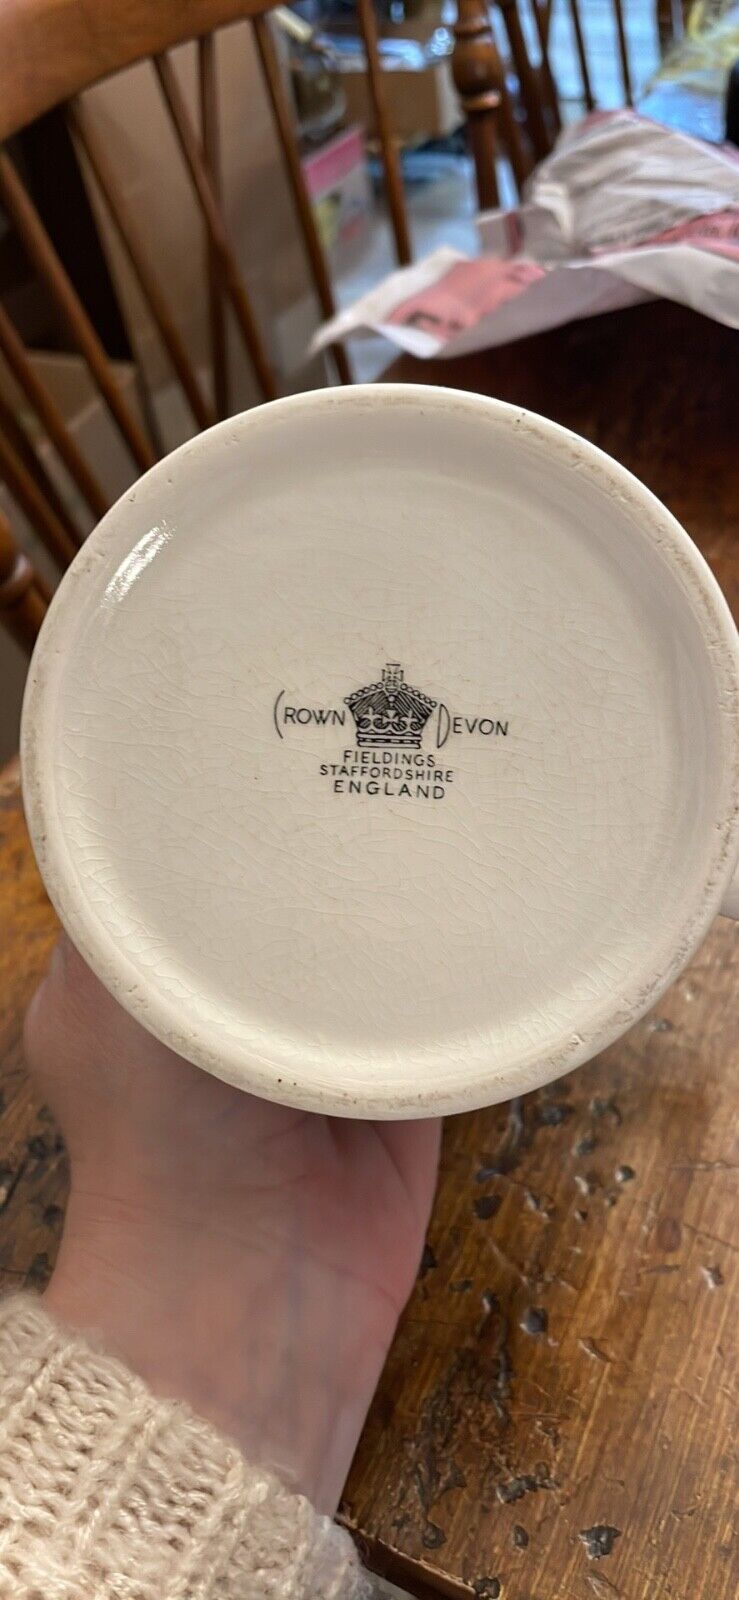 CROWN DEVON
FIELDINGS
STAFFORDSHIRE
ENGLAND